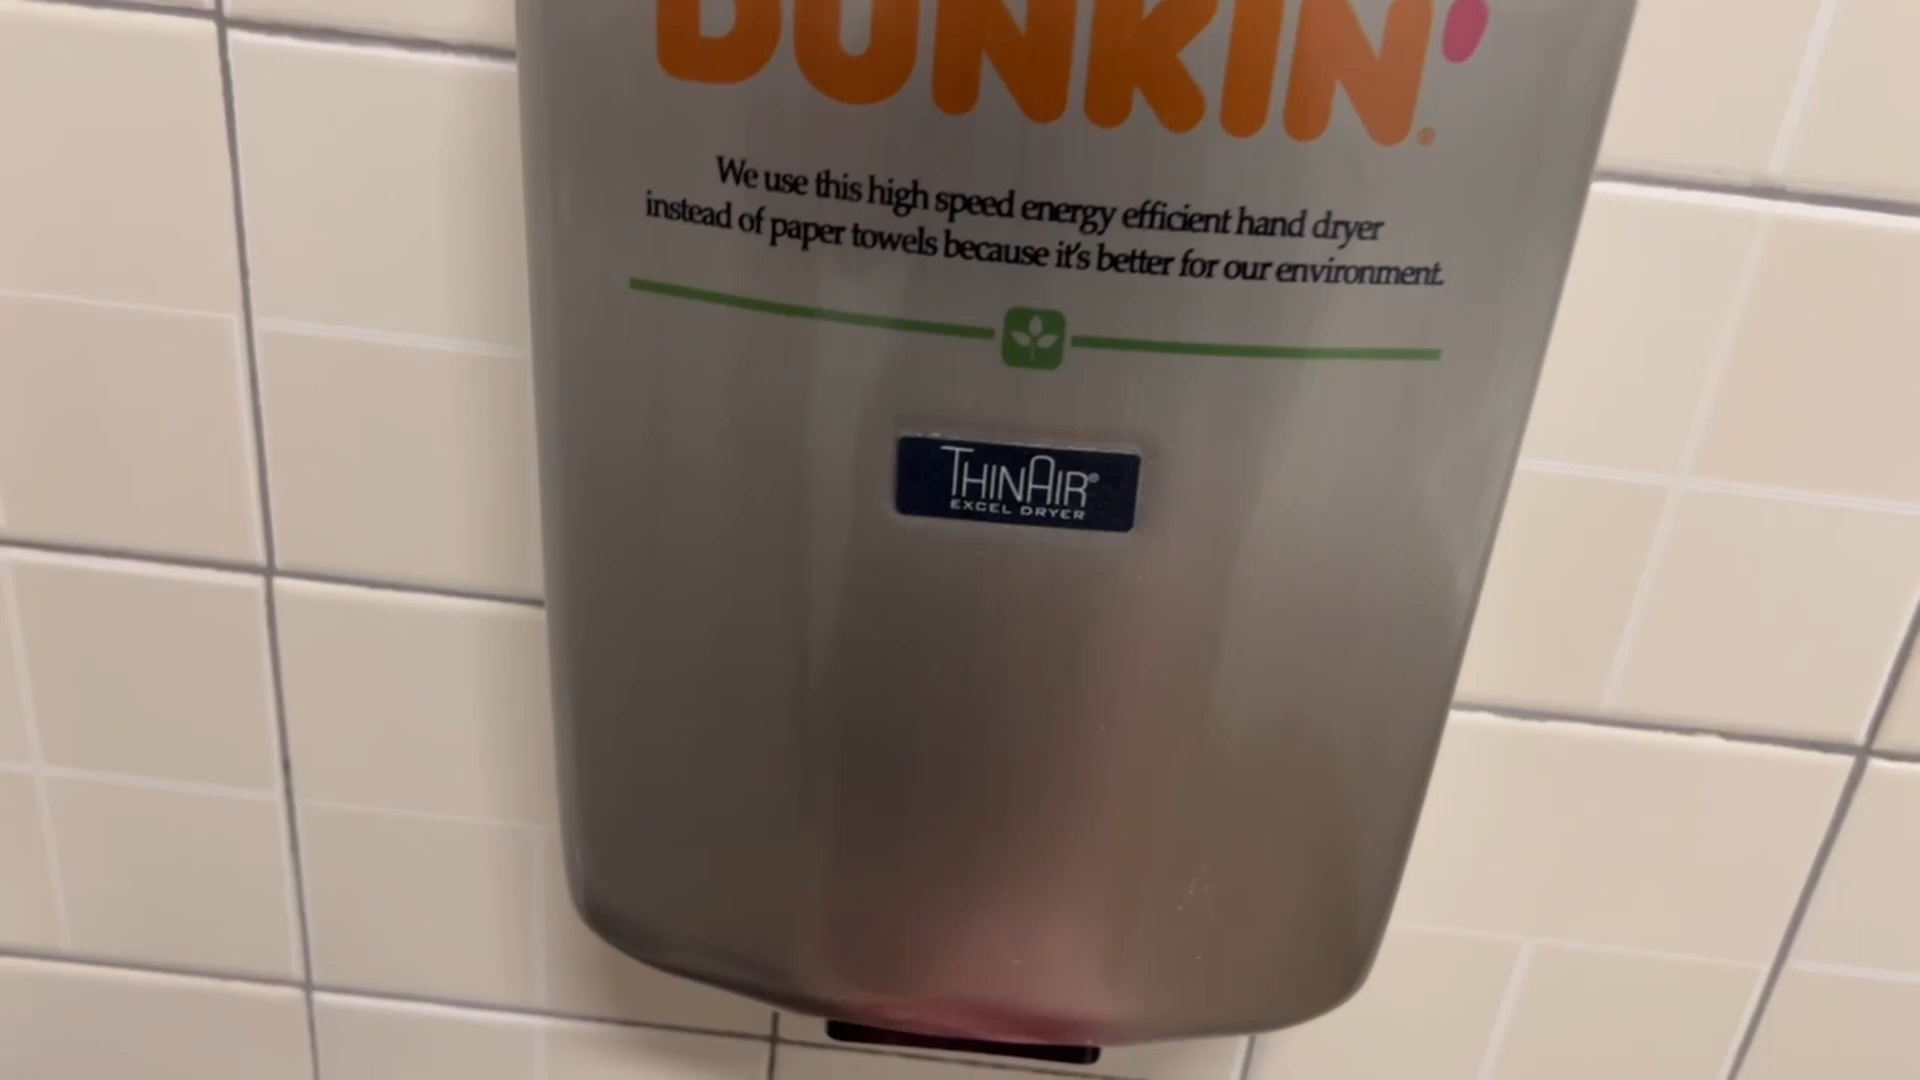 DUNKIN'®
We use this high speed energy efficient hand dryer
instead of paper towels because it's better for our environment.
THINAIR®
EXCEL DRYER